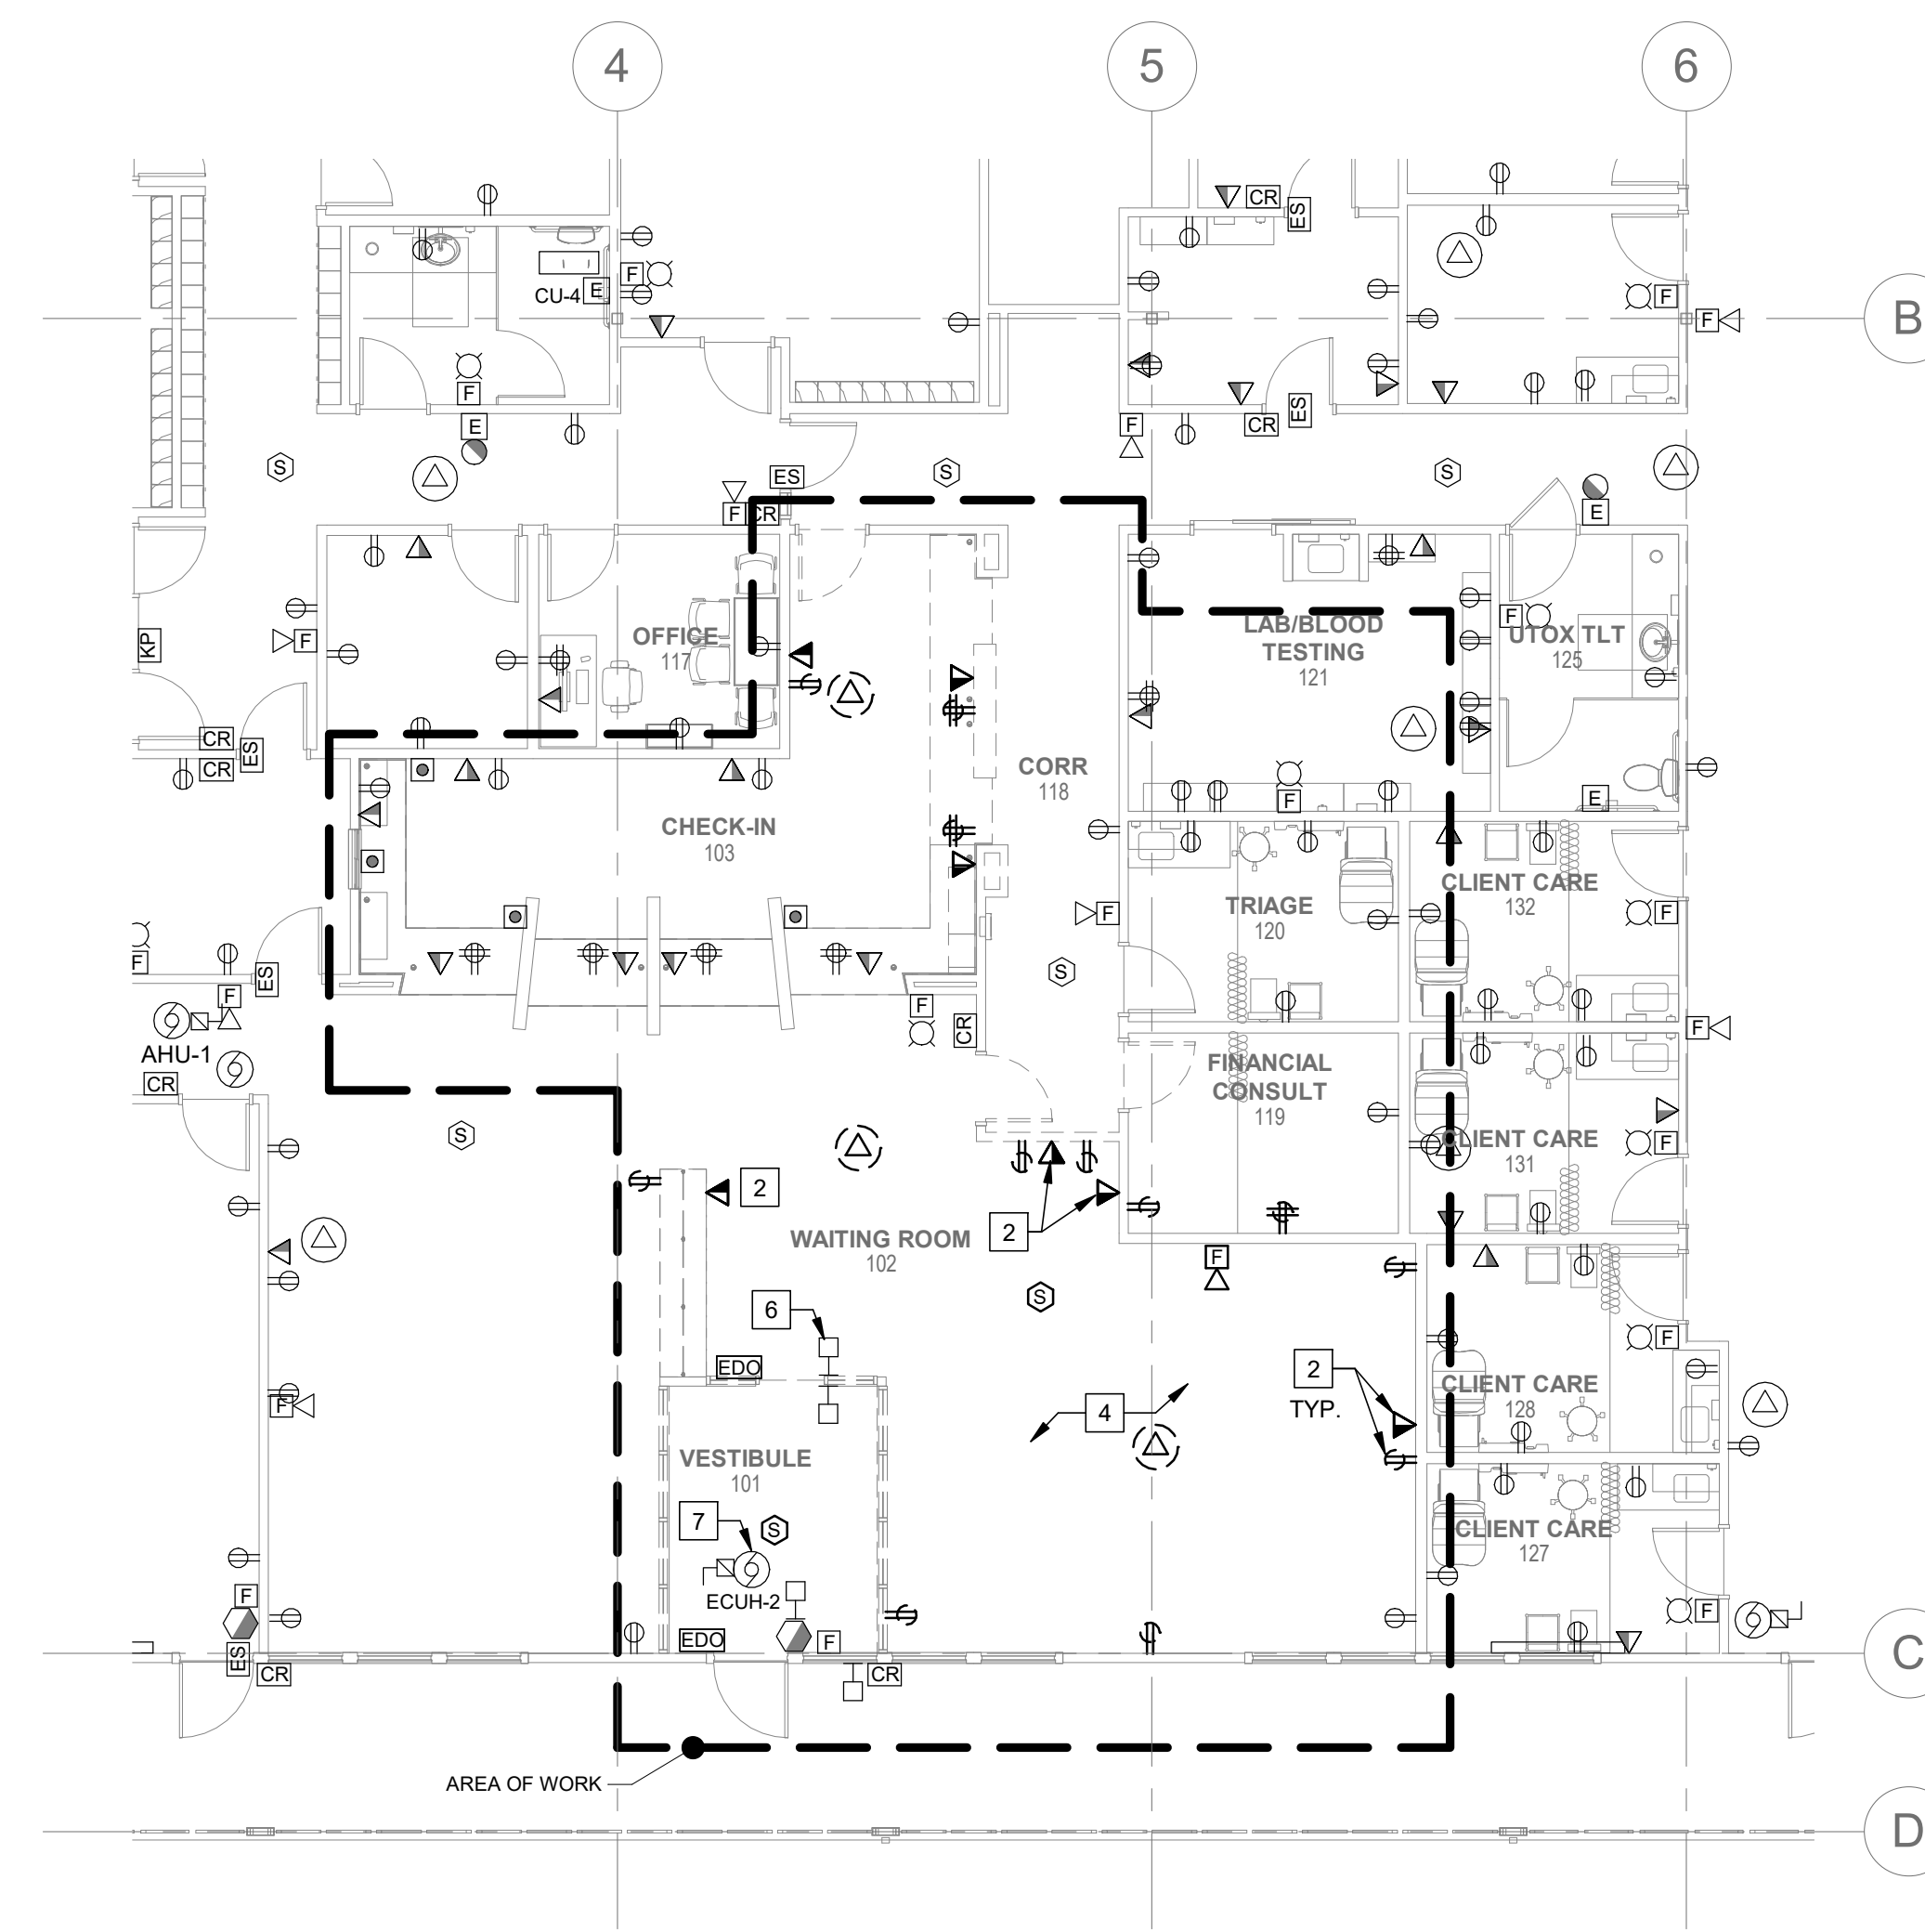 4
5
6
CR
ES
F
CU-4
E
F
F
B
F
E
F
ES
CR
S
S
S
ES
F
CR
E
F
OFFICE
117
LAB/BLOOD
TESTING
121
UTOX TLT
125
KP
F
CR
CR
ES
CORR
118
F
E
CHECK-IN
103
CLIENT CARE
132
TRIAGE
120
F
F
F
ES
F
S
F
CR
F
AHU-1
CR
FINANCIAL
CONSULT
119
S
CLIENT CARE
131
F
2
2
WAITING ROOM
102
F
S
6
EDO
F
2
TYP.
CLIENT CARE
128
4
F
VESTIBULE
101
7
S
CLIENT CARE
127
ECUH-2
F
F
ES
CR
EDO
F
CR
C
AREA OF WORK
D